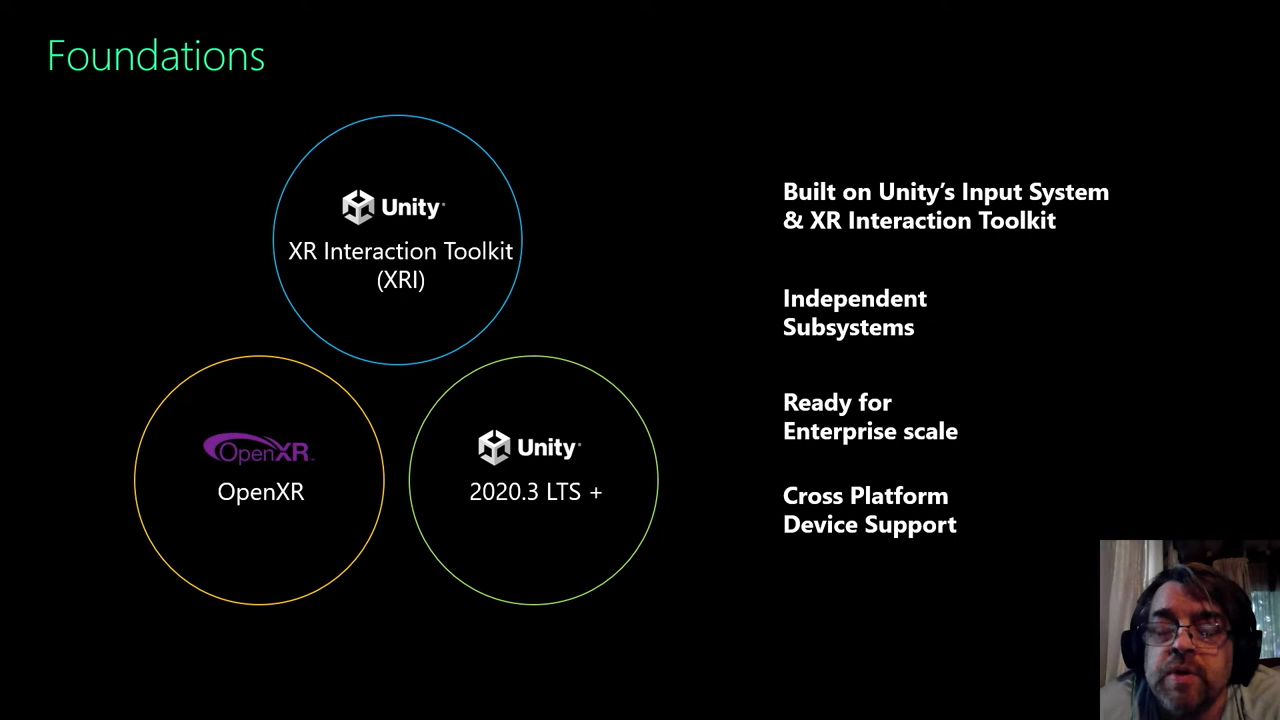 Foundations
Unity
XR Interaction Toolkit
(XRI)
OpenXR
OpenXR
Unity
2020.3 LTS +
Built on Unity’s Input System
& XR Interaction Toolkit
Independent
Subsystems
Ready for
Enterprise scale
Cross Platform
Device Support